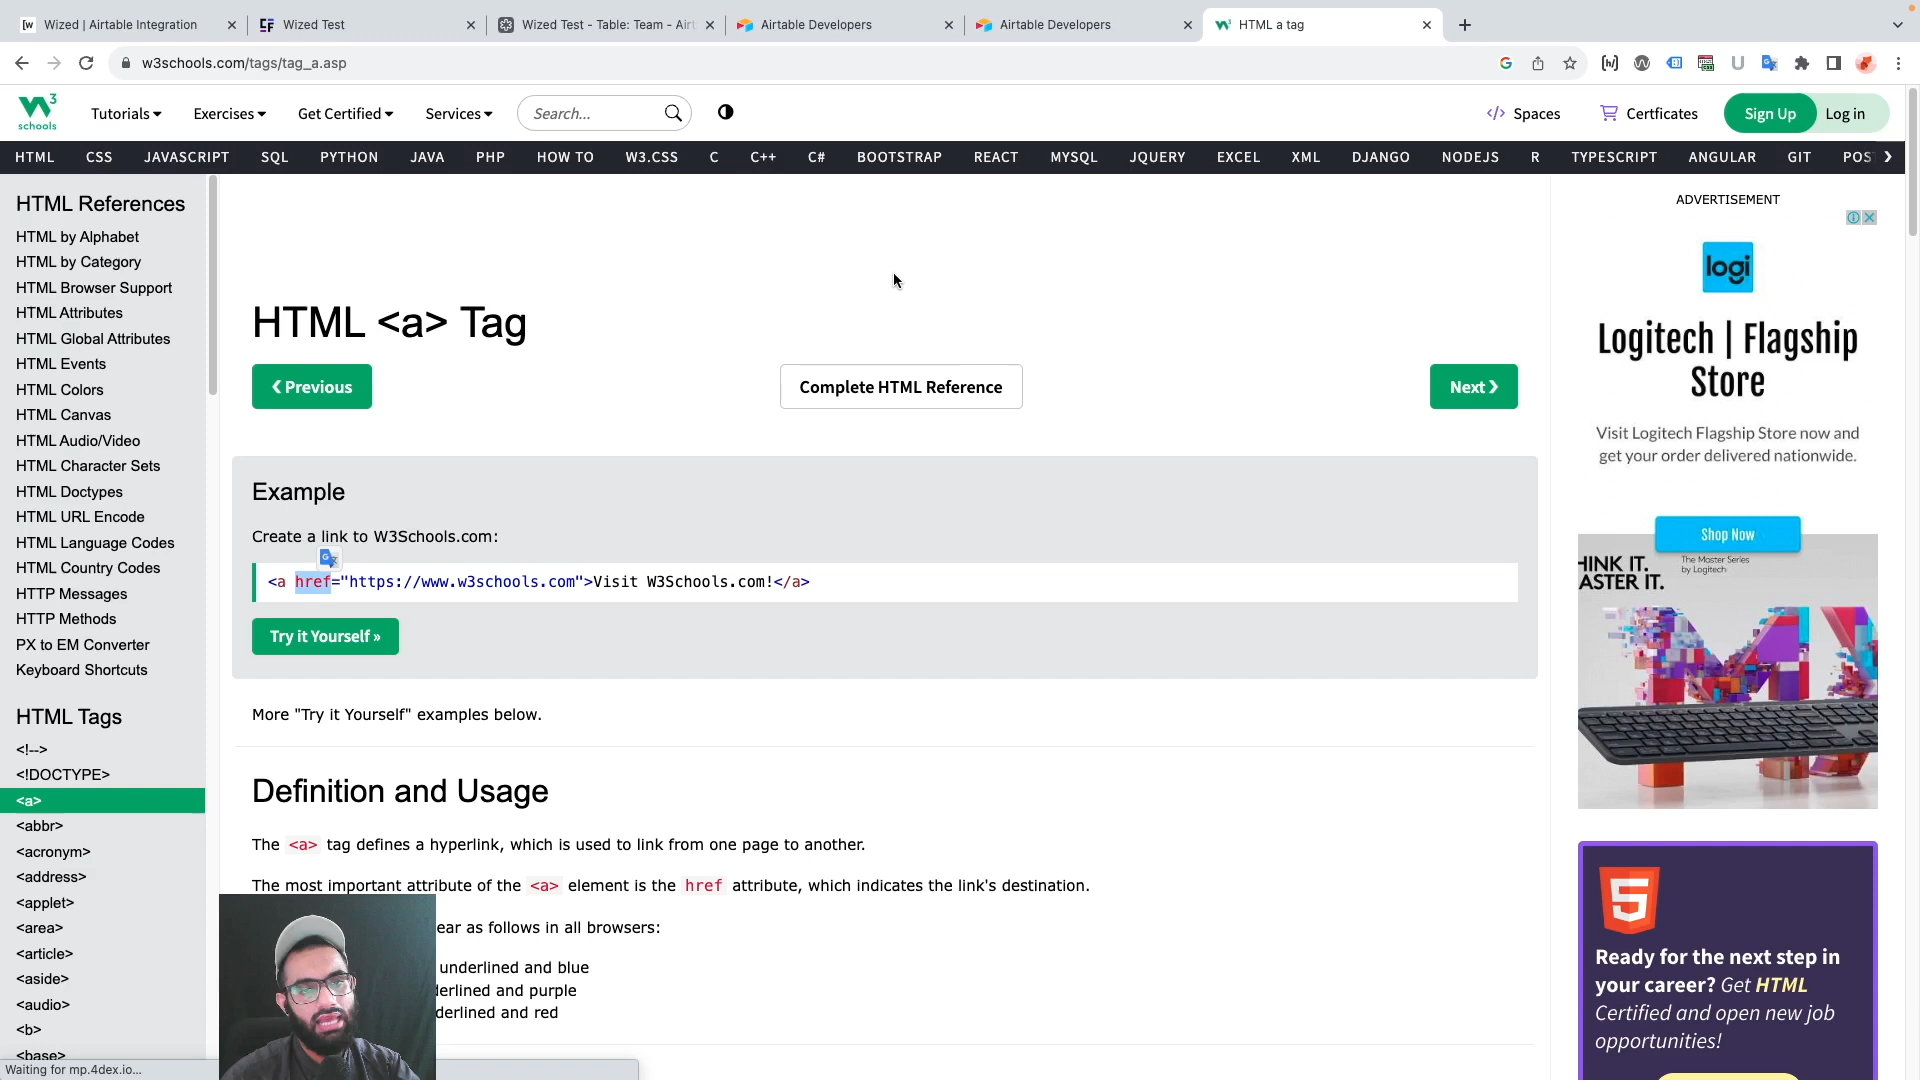 Wized | Airtable Integration
Wized Test
Wized Test - Table: Team - Airt
Airtable Developers
Airtable Developers
HTML a tag
w3schools.com/tags/tag_a.asp
W3
schools
Tutorials
Exercises
Get Certified
Services
Search...
Spaces
Certficates
Sign Up
Log in
HTML CSS JAVASCRIPT SQL PYTHON JAVA PHP HOW TO W3.CSS C C++ C# BOOTSTRAP REACT MYSQL JQUERY EXCEL XML DJANGO NODEJS R TYPESCRIPT ANGULAR GIT POS
HTML References
HTML by Alphabet
HTML by Category
HTML Browser Support
HTML Attributes
HTML Global Attributes
HTML Events
HTML Colors
HTML Canvas
HTML Audio/Video
HTML Character Sets
HTML Doctypes
HTML URL Encode
HTML Language Codes
HTML Country Codes
HTTP Messages
HTTP Methods
PX to EM Converter
Keyboard Shortcuts
HTML Tags
<!-->
<!DOCTYPE>
<a>
<abbr>
<acronym>
<address>
<applet>
<area>
<article>
<aside>
<audio>
<b>
<base>
Waiting for mp.4dex.io...
HTML <a> Tag
❮ Previous
Complete HTML Reference
Next ❯
Example
Create a link to W3Schools.com:
<a href="https://www.w3schools.com">Visit W3Schools.com!</a>
Try it Yourself »
More "Try it Yourself" examples below.
Definition and Usage
The <a> tag defines a hyperlink, which is used to link from one page to another.
The most important attribute of the <a> element is the href attribute, which indicates the link's destination.
ear as follows in all browsers:
underlined and blue
derlined and purple
derlined and red
ADVERTISEMENT
logi
Logitech | Flagship
Store
Visit Logitech Flagship Store now and
get your order delivered nationwide.
Shop Now
HINK IT.
ASTER IT.
The Master Series
by Logitech
5
Ready for the next step in
your career? Get HTML
Certified and open new job
opportunities!